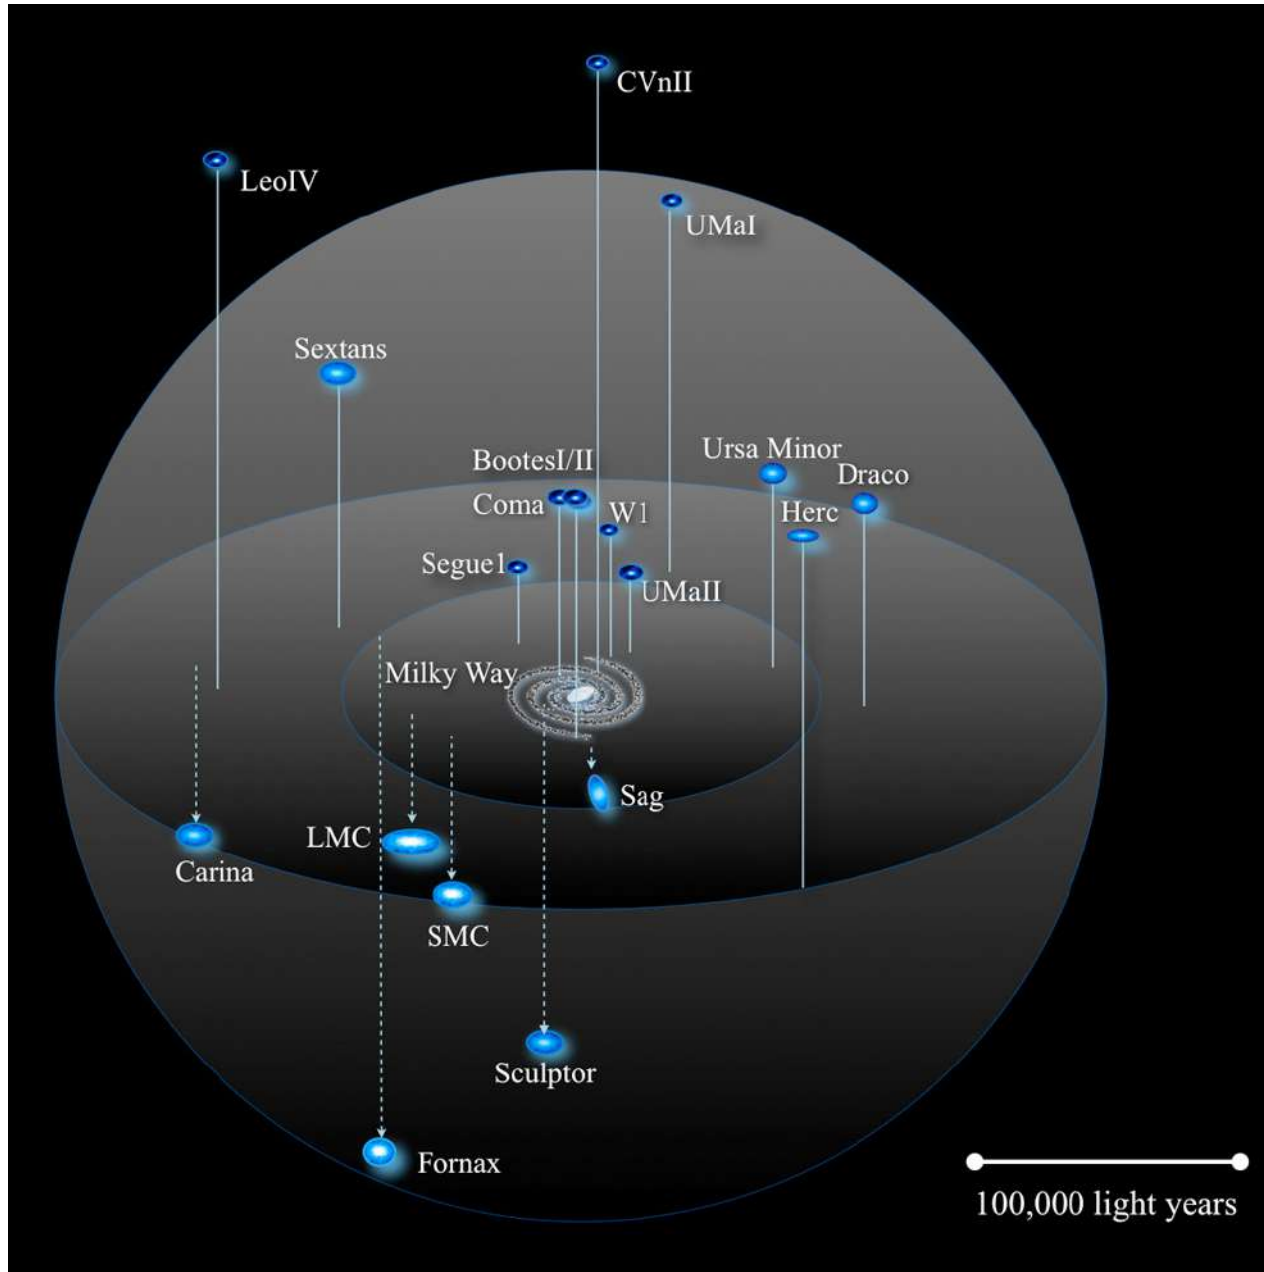 CVnII
LeoIV
UMaI
Sextans
Ursa Minor
BootesI/II
Draco
Coma
W1
Herc
Segue1
UMaII
Milky Way
Sag
LMC
Carina
SMC
Sculptor
Fornax
100,000 light years